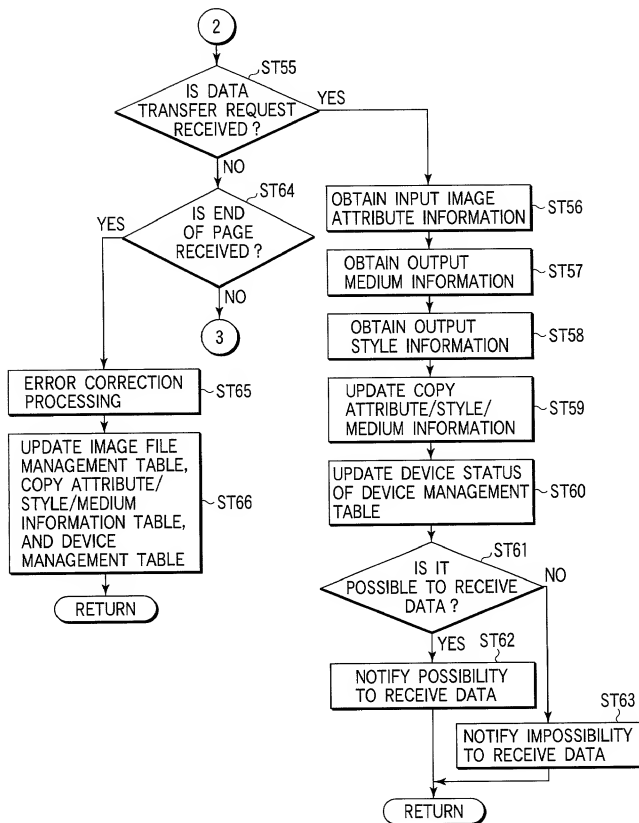 2
ST55
IS DATA
TRANSFER REQUEST
RECEIVED ?
YES
NO
ST64
IS END
OF PAGE
RECEIVED ?
YES
NO
3
ERROR CORRECTION
PROCESSING
ST65
UPDATE IMAGE FILE
MANAGEMENT TABLE,
COPY ATTRIBUTE/
STYLE/MEDIUM
INFORMATION TABLE,
AND DEVICE
MANAGEMENT TABLE
ST66
RETURN
OBTAIN INPUT IMAGE
ATTRIBUTE INFORMATION
ST56
OBTAIN OUTPUT
MEDIUM INFORMATION
ST57
OBTAIN OUTPUT
STYLE INFORMATION
ST58
UPDATE COPY
ATTRIBUTE/STYLE/
MEDIUM INFORMATION
ST59
UPDATE DEVICE STATUS
OF DEVICE MANAGEMENT
TABLE
ST60
ST61
IS IT
POSSIBLE TO RECEIVE
DATA ?
NO
YES
ST62
NOTIFY POSSIBILITY
TO RECEIVE DATA
ST63
NOTIFY IMPOSSIBILITY
TO RECEIVE DATA
RETURN